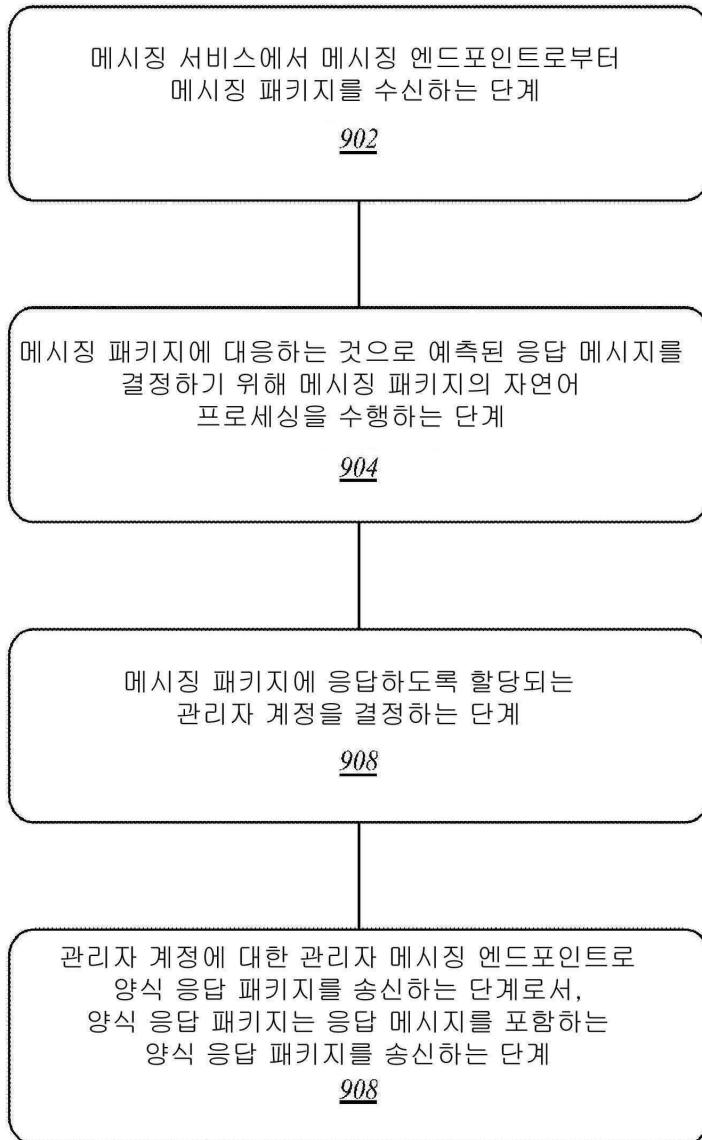 메시징 서비스에서 메시징 엔드포인트로부터
메시징 패키지를 수신하는 단계
902
메시징 패키지에 대응하는 것으로 예측된 응답 메시지를
결정하기 위해 메시징 패키지의 자연어
프로세싱을 수행하는 단계
904
메시징 패키지에 응답하도록 할당되는
관리자 계정을 결정하는 단계
908
관리자 계정에 대한 관리자 메시징 엔드포인트로
양식 응답 패키지를 송신하는 단계로서,
양식 응답 패키지는 응답 메시지를 포함하는
양식 응답 패키지를 송신하는 단계
908